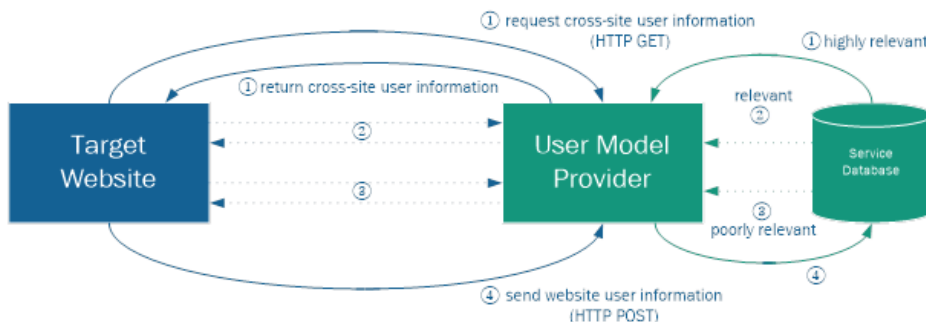 ① request cross-site user information
(HTTP GET)
① highly relevant
① return cross-site user information
relevant
②
②
Target
Website
User Model
Provider
Service
Database
③
③
poorly relevant
④
④ send website user information
(HTTP POST)